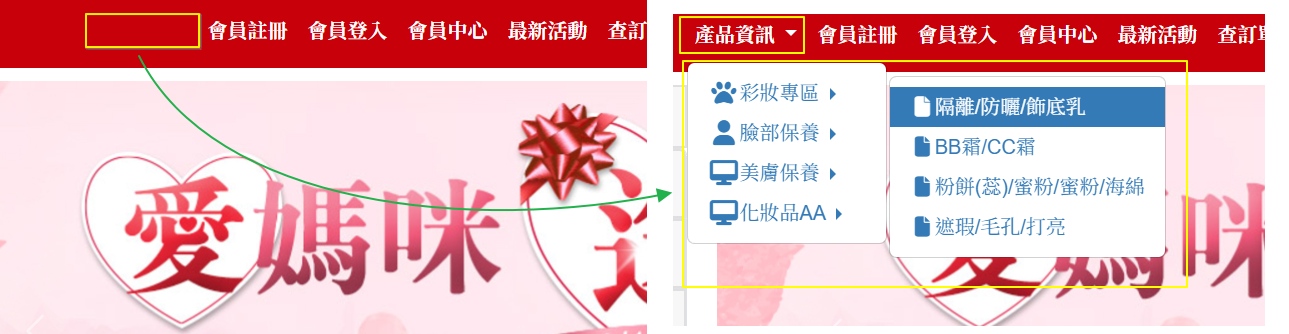 會員註冊 會員登入 會員中心 最新活動 查訂
愛媽咪
產品資訊 會員註冊 會員登入 會員中心 最新活動 查訂單
彩妝專區
臉部保養
美膚保養
化妝品AA
隔離/防曬/飾底乳
BB霜/CC霜
粉餅(蕊)/蜜粉/蜜粉/海綿
遮瑕/毛孔/打亮